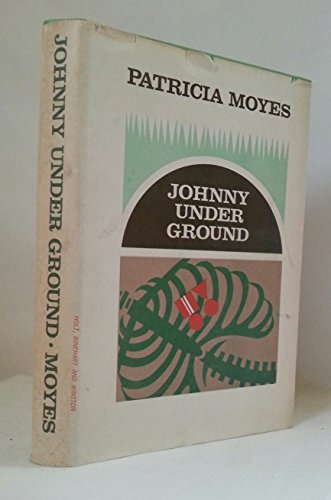 PATRICIA MOYES
JOHNNY
UNDER
GROUND
JOHNNY UNDER GROUND · MOYES
HOLT, RINEHART AND WINSTON